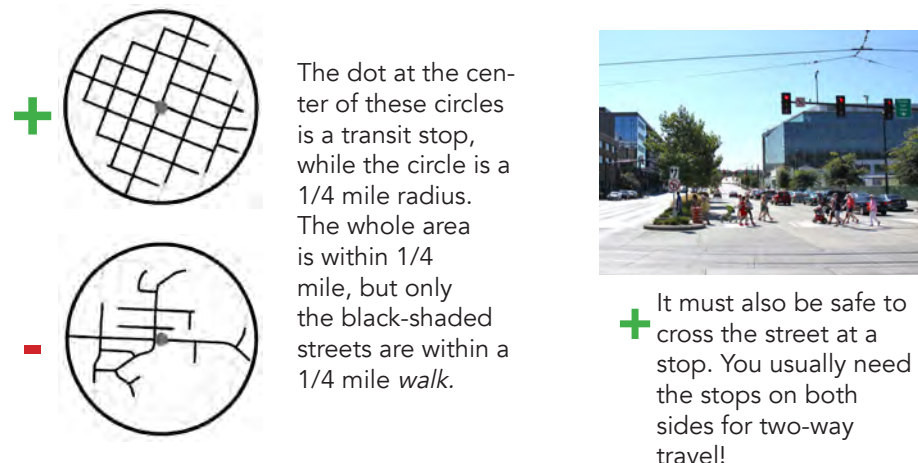 +
The dot at the cen-
ter of these circles
is a transit stop,
while the circle is a
1/4 mile radius.
The whole area
is within 1/4
mile, but only
the black-shaded
streets are within a
1/4 mile walk.
-
+
It must also be safe to
cross the street at a
stop. You usually need
the stops on both
sides for two-way
travel!